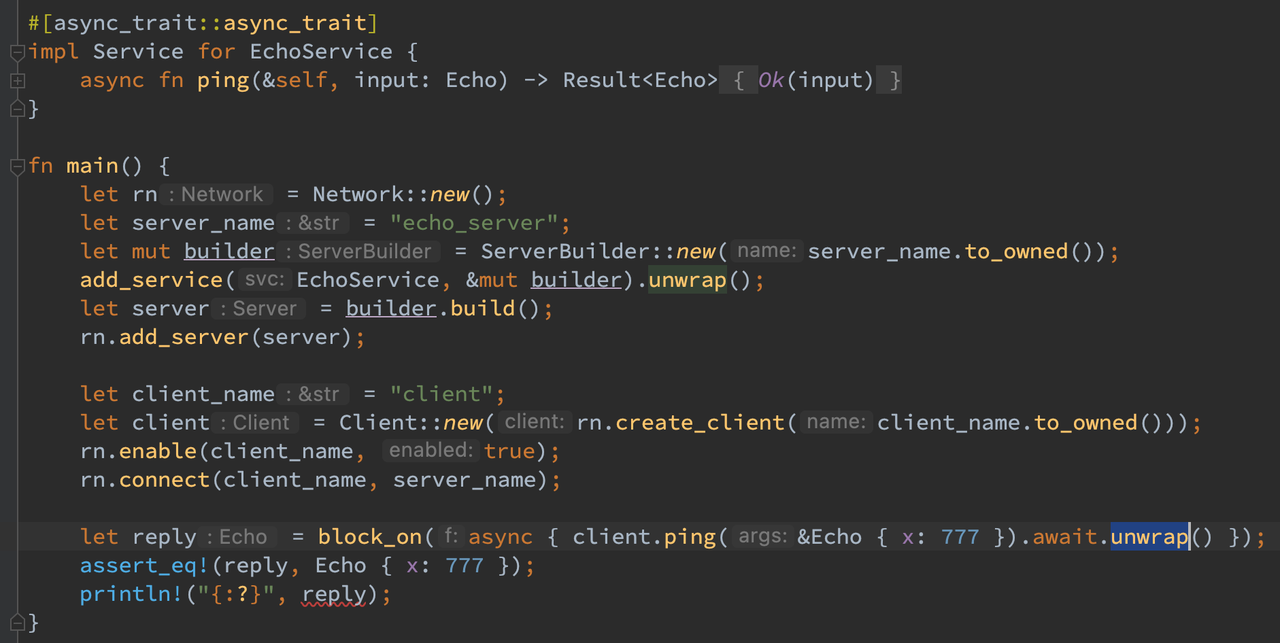 #[async_trait::async_trait]
impl Service for EchoService {
    async fn ping(&self, input: Echo) -> Result<Echo> { Ok(input) }
}

fn main() {
    let rn : Network = Network::new();
    let server_name : &str = "echo_server";
    let mut builder : ServerBuilder = ServerBuilder::new( name: server_name.to_owned());
    add_service( svc: EchoService, &mut builder).unwrap();
    let server : Server = builder.build();
    rn.add_server(server);

    let client_name : &str = "client";
    let client : Client = Client::new( client: rn.create_client( name: client_name.to_owned()));
    rn.enable(client_name, enabled: true);
    rn.connect(client_name, server_name);

    let reply : Echo = block_on( f: async { client.ping( args: &Echo { x: 777 }).await.unwrap() });
    assert_eq!(reply, Echo { x: 777 });
    println!("{:?}", reply);
}